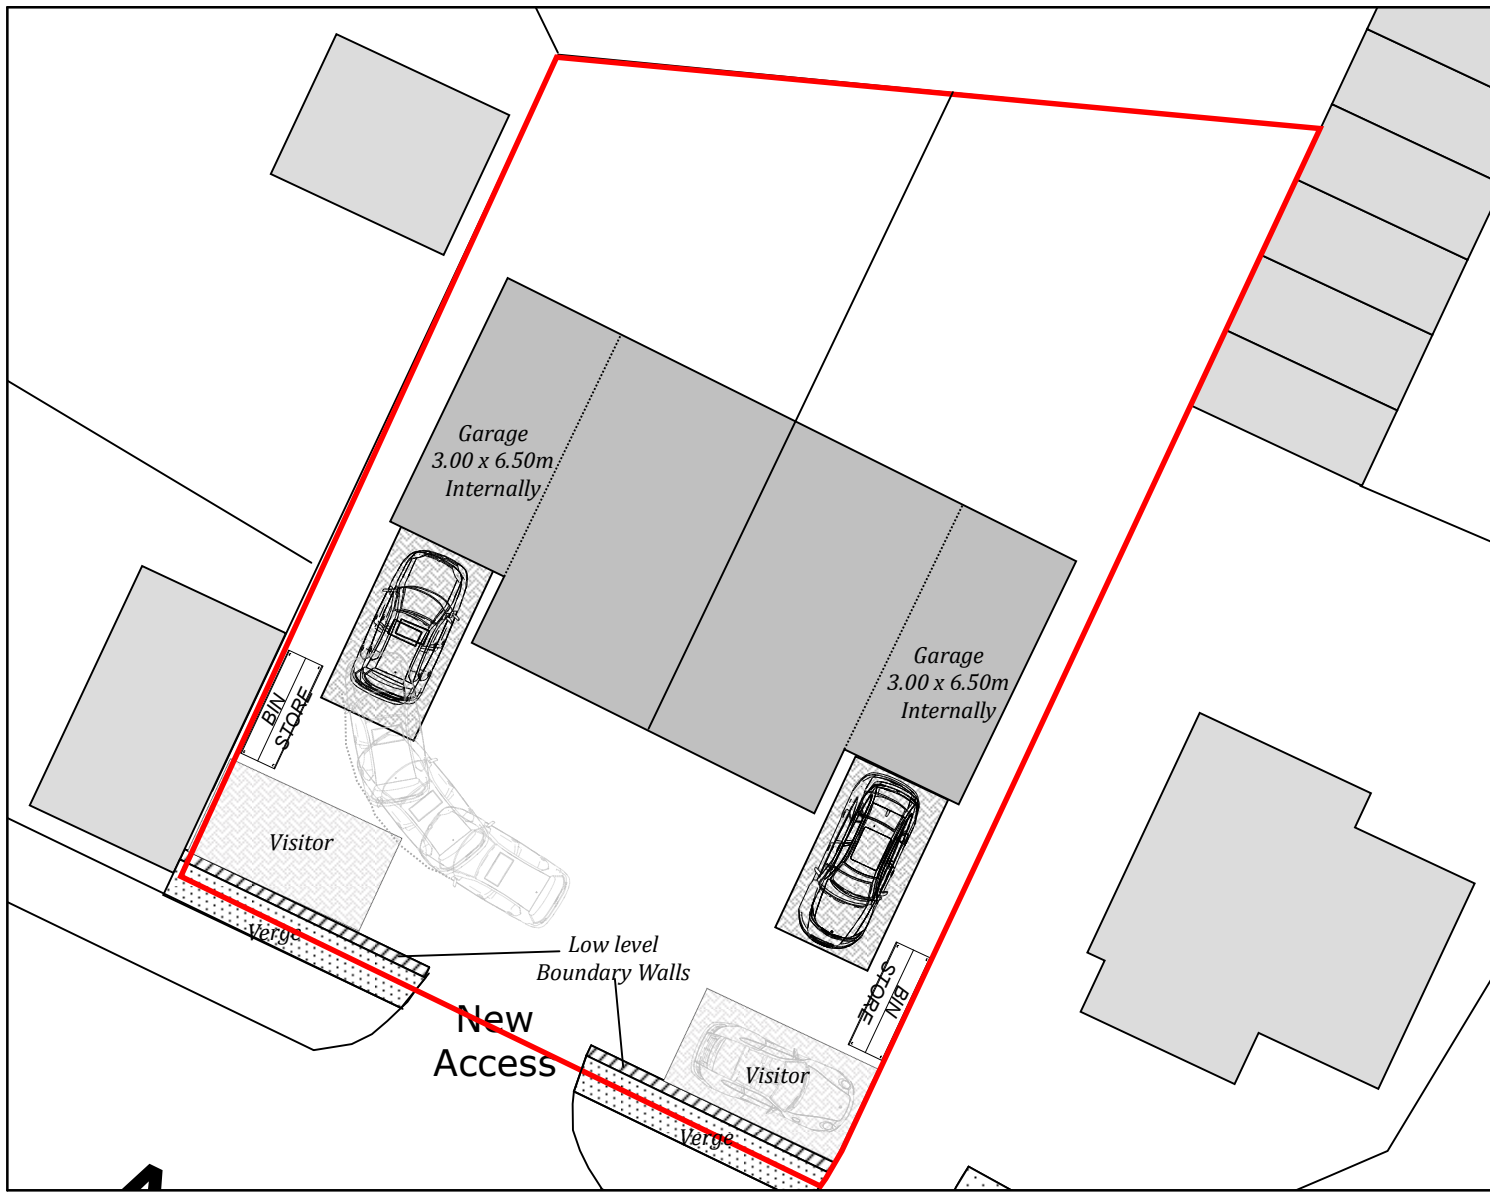 Garage
3.00 x 6.50m
Internally
Garage
3.00 x 6.50m
Internally
BIN
STORE
Visitor
Verge
Low level
Boundary Walls
New
Access
BIN
STORE
Visitor
Verge